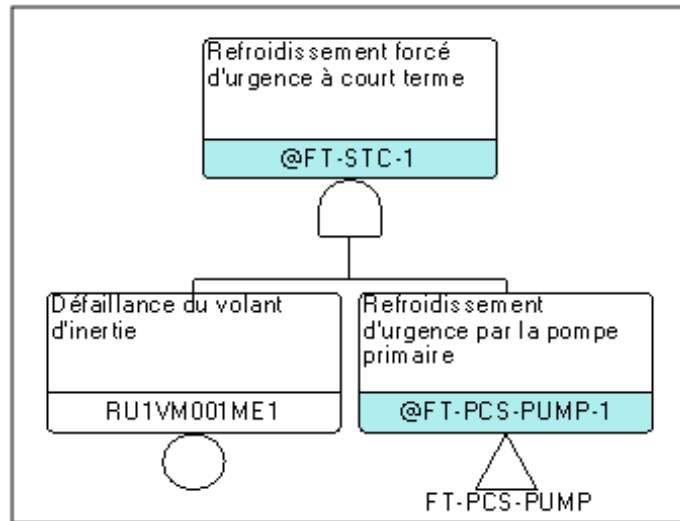 Refroidissement forcé
d'urgence à court terme
@FT-STC-1
Défaillance du volant
d'inertie
RU1VM001ME1
Refroidissement
d'urgence par la pompe
primaire
@FT-PCS-PUMP-1
FT-PCS-PUMP